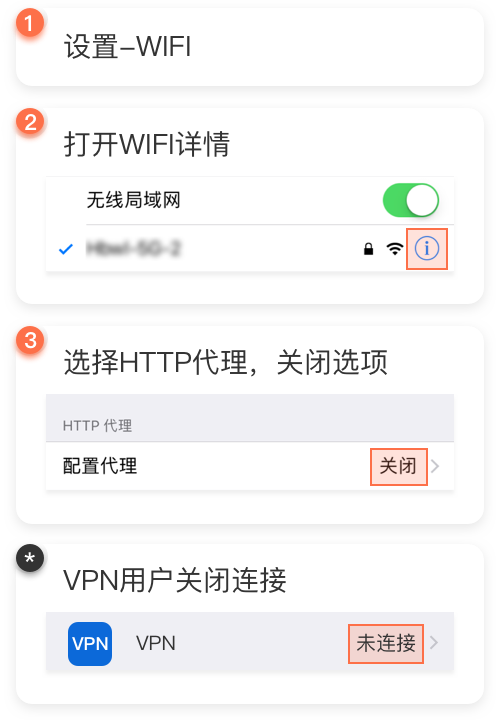 1
设置-WIFI
2
打开WIFI详情
无线局域网
3
选择HTTP代理，关闭选项
HTTP 代理
配置代理 关闭
*
VPN用户关闭连接
VPN VPN 未连接